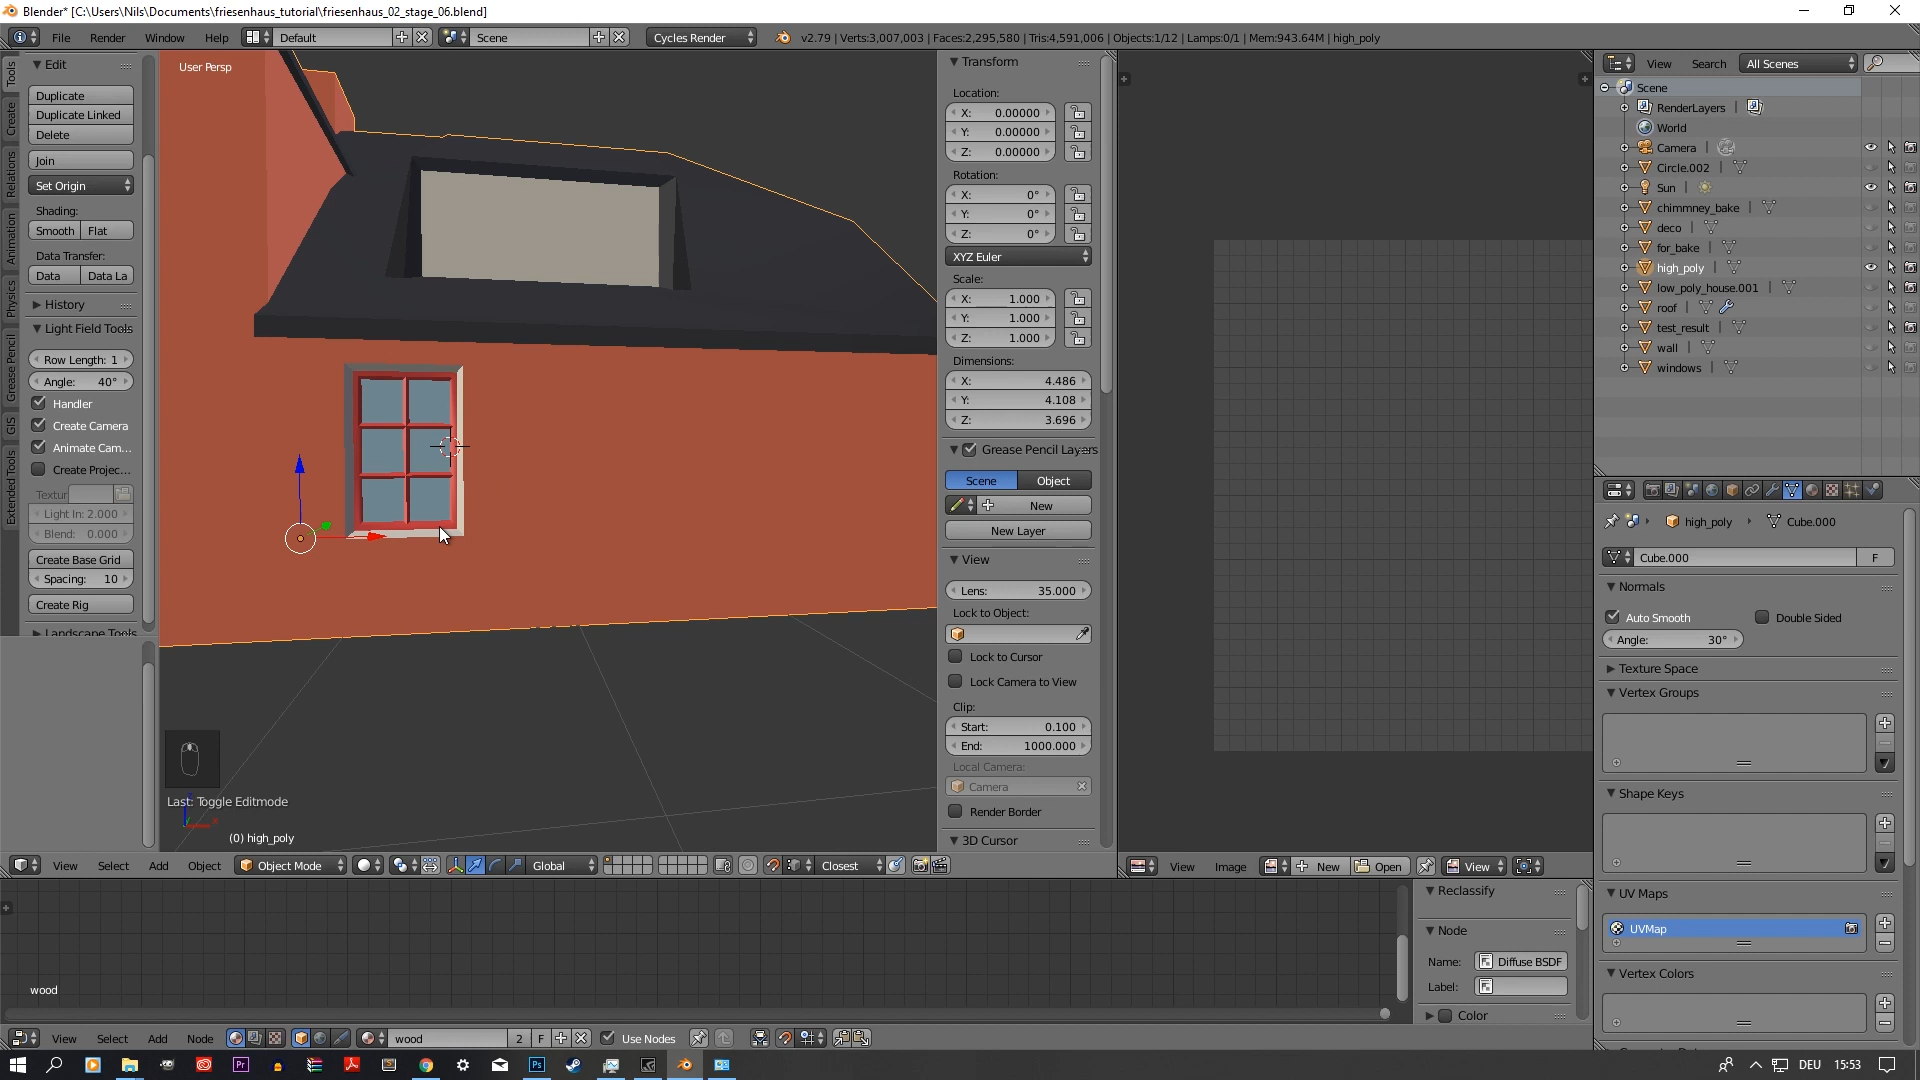 Blender* [C:\Users\Nils\Documents\friesenhaus_tutorial\friesenhaus_02_stage_06.blend]
File Render Window Help Default Scene Cycles Render v2.79 | Verts:3,007,003 | Faces:2,295,580 | Tris:4,591,006 | Objects:1/12 | Lamps:0/1 | Mem:943.64M | high_poly
Tools
Create
Relations
Animation
Physics
Grease Pencil
GIS
Extended Tools
Edit
Duplicate
Duplicate Linked
Delete
Join
Set Origin
Shading:
Smooth Flat
Data Transfer:
Data Data La
History
Light Field Tools
Row Length: 1
Angle: 40°
Handler
Create Camera
Animate Cam...
Create Projec...
Textur
Light In: 2.000
Blend: 0.000
Create Base Grid
Spacing: 10
Create Rig
Landscape Tools
User Persp
Last: Toggle Editmode
(0) high_poly
Transform
Location:
X: 0.00000
Y: 0.00000
Z: 0.00000
Rotation:
X: 0°
Y: 0°
Z: 0°
XYZ Euler
Scale:
X: 1.000
Y: 1.000
Z: 1.000
Dimensions:
X: 4.486
Y: 4.108
Z: 3.696
Grease Pencil Layers
Scene Object
New
New Layer
View
Lens: 35.000
Lock to Object:
Lock to Cursor
Lock Camera to View
Clip:
Start: 0.100
End: 1000.000
Local Camera:
Camera
Render Border
3D Cursor
View Select Add Object Object Mode Global Closest
View Image New Open View
View Search All Scenes
Scene
RenderLayers
World
Camera
Circle.002
Sun
chimmney_bake
deco
for_bake
high_poly
low_poly_house.001
roof
test_result
wall
windows
high_poly Cube.000
Cube.000 F
Normals
Auto Smooth Double Sided
Angle: 30°
Texture Space
Vertex Groups
Shape Keys
UV Maps
UVMap
Vertex Colors
Reclassify
Node
Name: Diffuse BSDF
Label:
Color
wood
View Select Add Node wood 2 F Use Nodes
DEU 15:53